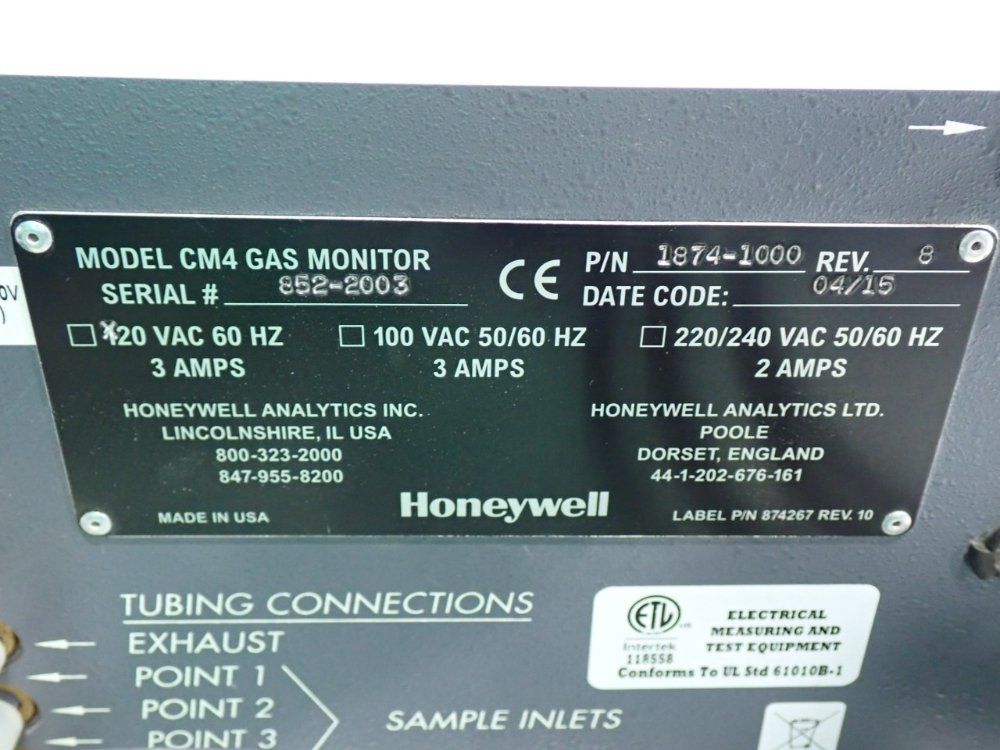 MODEL CM4 GAS MONITOR
SERIAL # 852-2003
CE
P/N 1874-1000 REV. 8
DATE CODE: 04/15
X120 VAC 60 HZ
3 AMPS
100 VAC 50/60 HZ
3 AMPS
220/240 VAC 50/60 HZ
2 AMPS
HONEYWELL ANALYTICS INC.
LINCOLNSHIRE, IL USA
800-323-2000
847-955-8200
HONEYWELL ANALYTICS LTD.
POOLE
DORSET, ENGLAND
44-1-202-676-161
MADE IN USA
Honeywell
LABEL P/N 874267 REV. 10
TUBING CONNECTIONS
EXHAUST
POINT 1
POINT 2
POINT 3
SAMPLE INLETS
ETL
Intertek
118558
ELECTRICAL
MEASURING AND
TEST EQUIPMENT
Conforms To UL Std 61010B-1